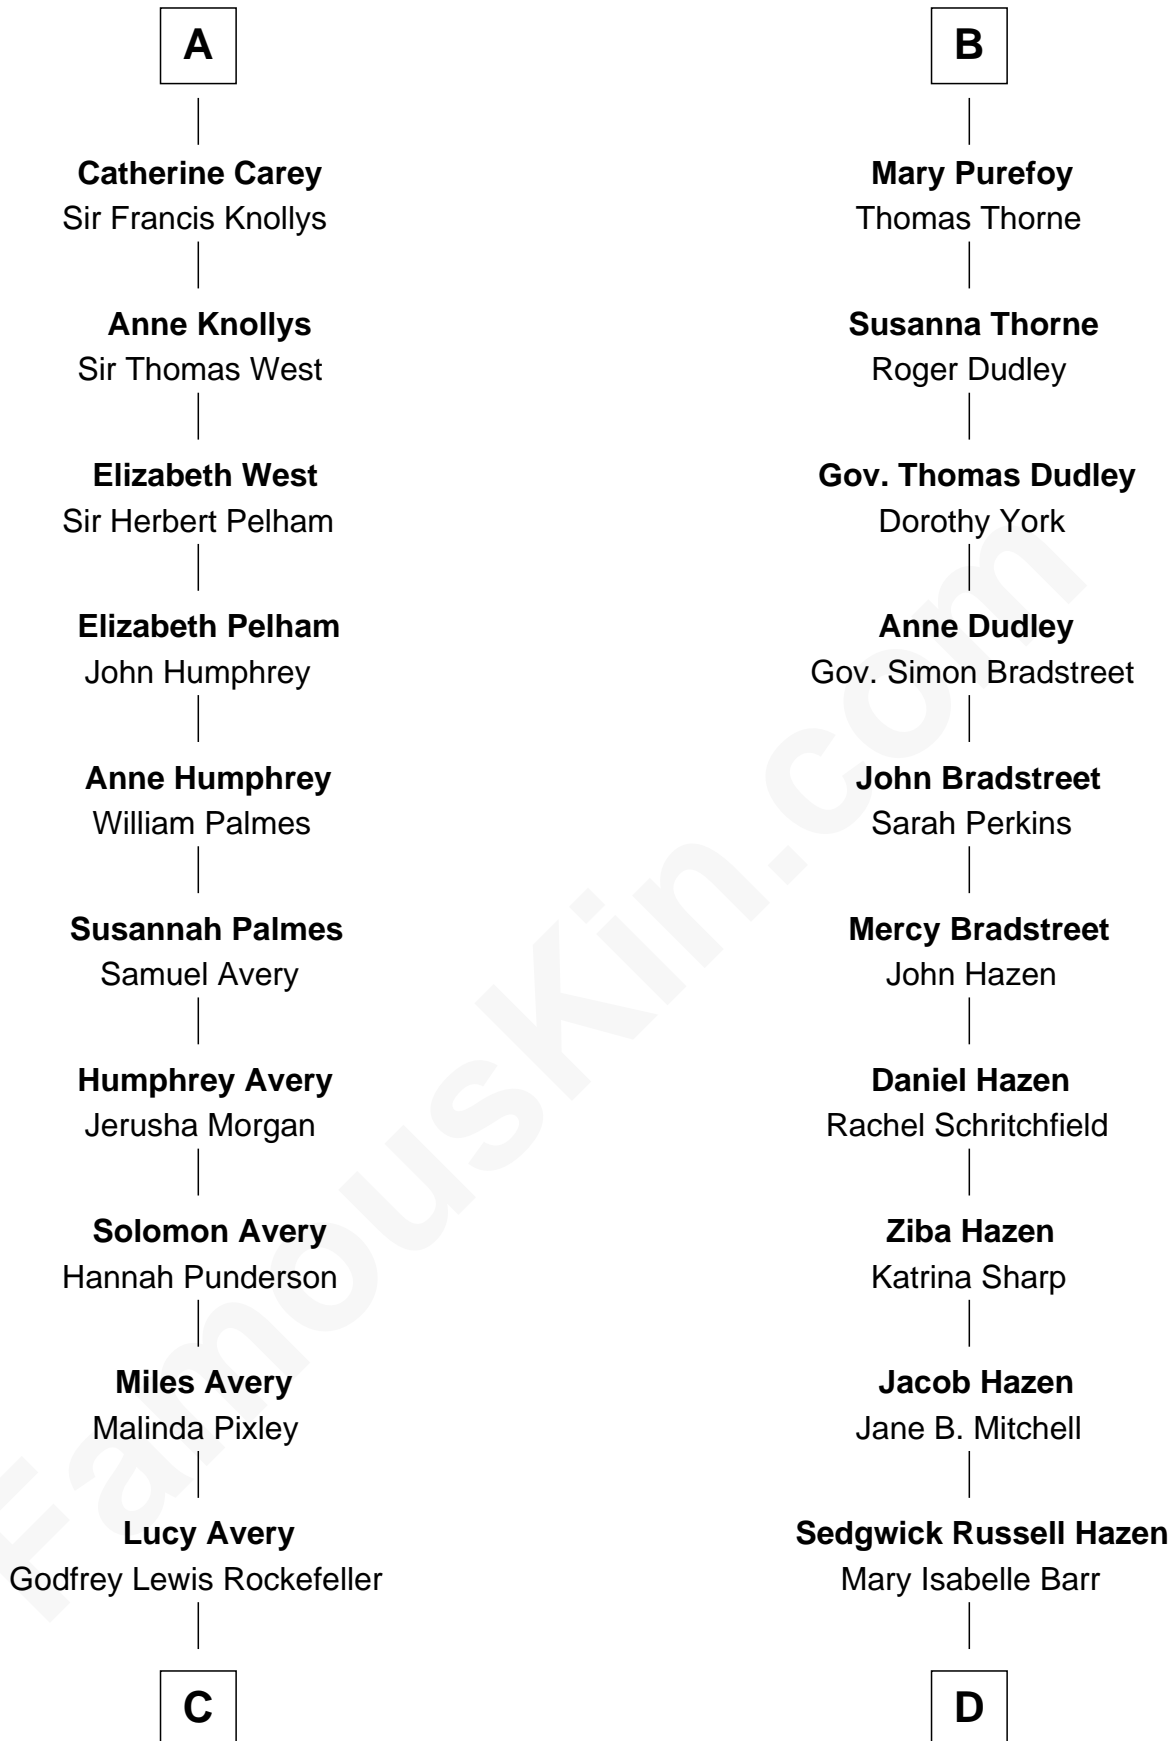 A
Catherine Carey
Sir Francis Knollys
Anne Knollys
Sir Thomas West
Elizabeth West
Sir Herbert Pelham
Elizabeth Pelham
John Humphrey
Anne Humphrey
William Palmes
Susannah Palmes
Samuel Avery
Humphrey Avery
Jerusha Morgan
Solomon Avery
Hannah Punderson
Miles Avery
Malinda Pixley
Lucy Avery
Godfrey Lewis Rockefeller
C
B
Mary Purefoy
Thomas Thorne
Susanna Thorne
Roger Dudley
Gov. Thomas Dudley
Dorothy York
Anne Dudley
Gov. Simon Bradstreet
John Bradstreet
Sarah Perkins
Mercy Bradstreet
John Hazen
Daniel Hazen
Rachel Schritchfield
Ziba Hazen
Katrina Sharp
Jacob Hazen
Jane B. Mitchell
Sedgwick Russell Hazen
Mary Isabelle Barr
D
FamousKin.com